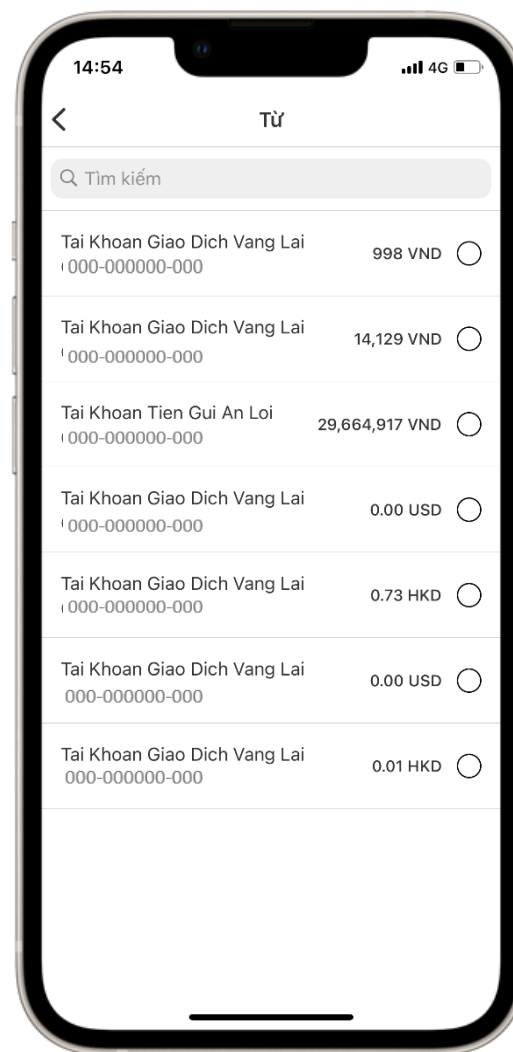 14:54
4G
Từ
Tìm kiếm
Tai Khoan Giao Dich Vang Lai
998 VND
000-000000-000
Tai Khoan Giao Dich Vang Lai
14,129 VND
000-000000-000
Tai Khoan Tien Gui An Loi
29,664,917 VND
000-000000-000
Tai Khoan Giao Dich Vang Lai
0.00 USD
000-000000-000
Tai Khoan Giao Dich Vang Lai
0.73 HKD
000-000000-000
Tai Khoan Giao Dich Vang Lai
0.00 USD
000-000000-000
Tai Khoan Giao Dich Vang Lai
0.01 HKD
000-000000-000